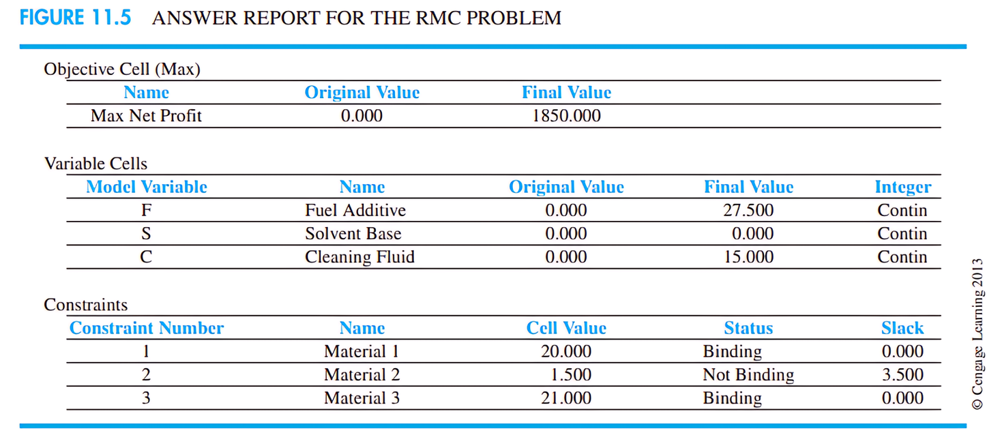 FIGURE 11.5 ANSWER REPORT FOR THE RMC PROBLEM
Objective Cell (Max)
Name Original Value Final Value
Max Net Profit 0.000 1850.000
Variable Cells
Model Variable Name Original Value Final Value Integer
F Fuel Additive 0.000 27.500 Contin
S Solvent Base 0.000 0.000 Contin
C Cleaning Fluid 0.000 15.000 Contin
Constraints
Constraint Number Name Cell Value Status Slack
1 Material 1 20.000 Binding 0.000
2 Material 2 1.500 Not Binding 3.500
3 Material 3 21.000 Binding 0.000
© Cengage Learning 2013